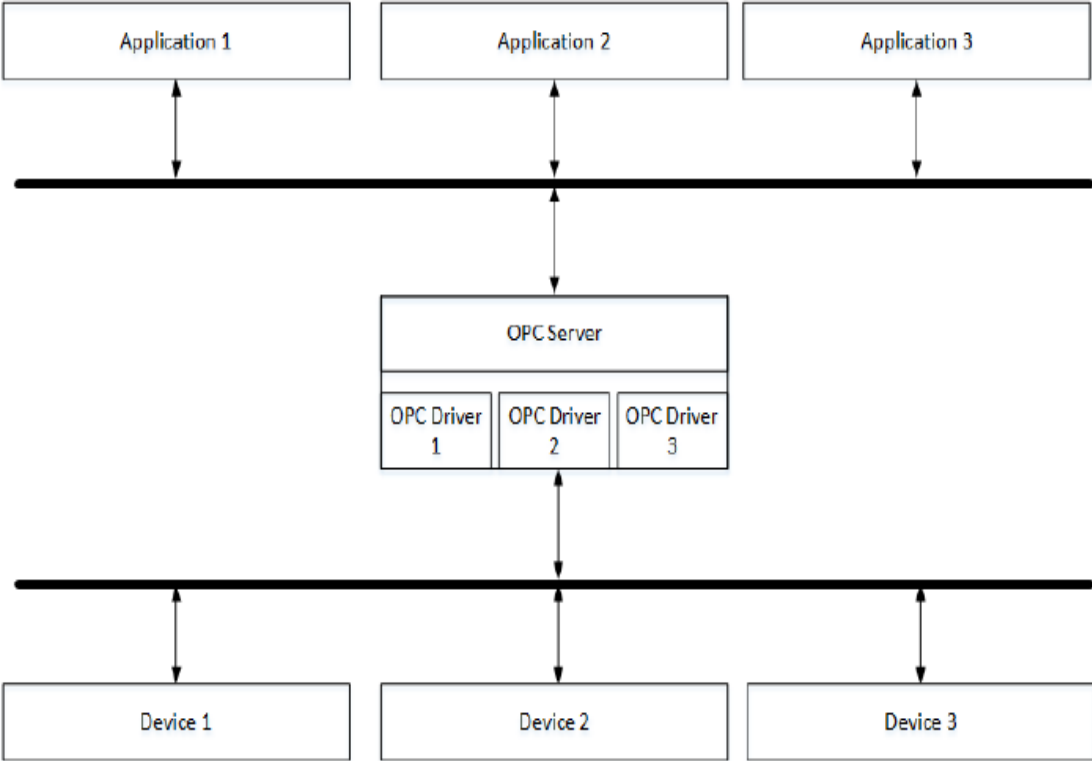 Application 1
Application 2
Application 3
OPC Server
OPC Driver
1
OPC Driver
2
OPC Driver
3
Device 1
Device 2
Device 3